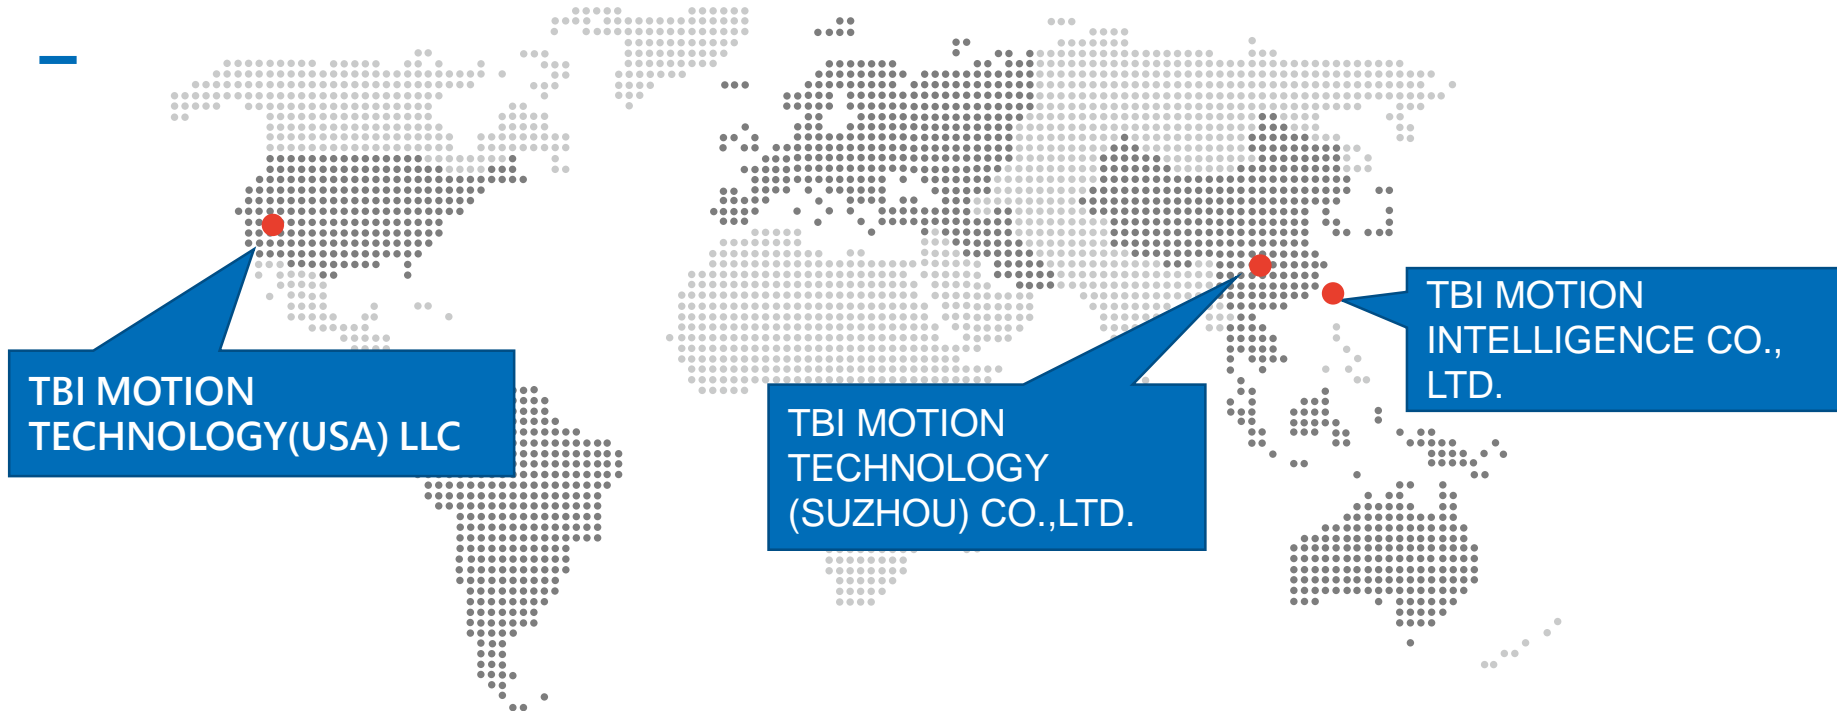 TBI MOTION
TECHNOLOGY(USA) LLC
TBI MOTION
TECHNOLOGY
(SUZHOU) CO.,LTD.
TBI MOTION
INTELLIGENCE CO.,
LTD.